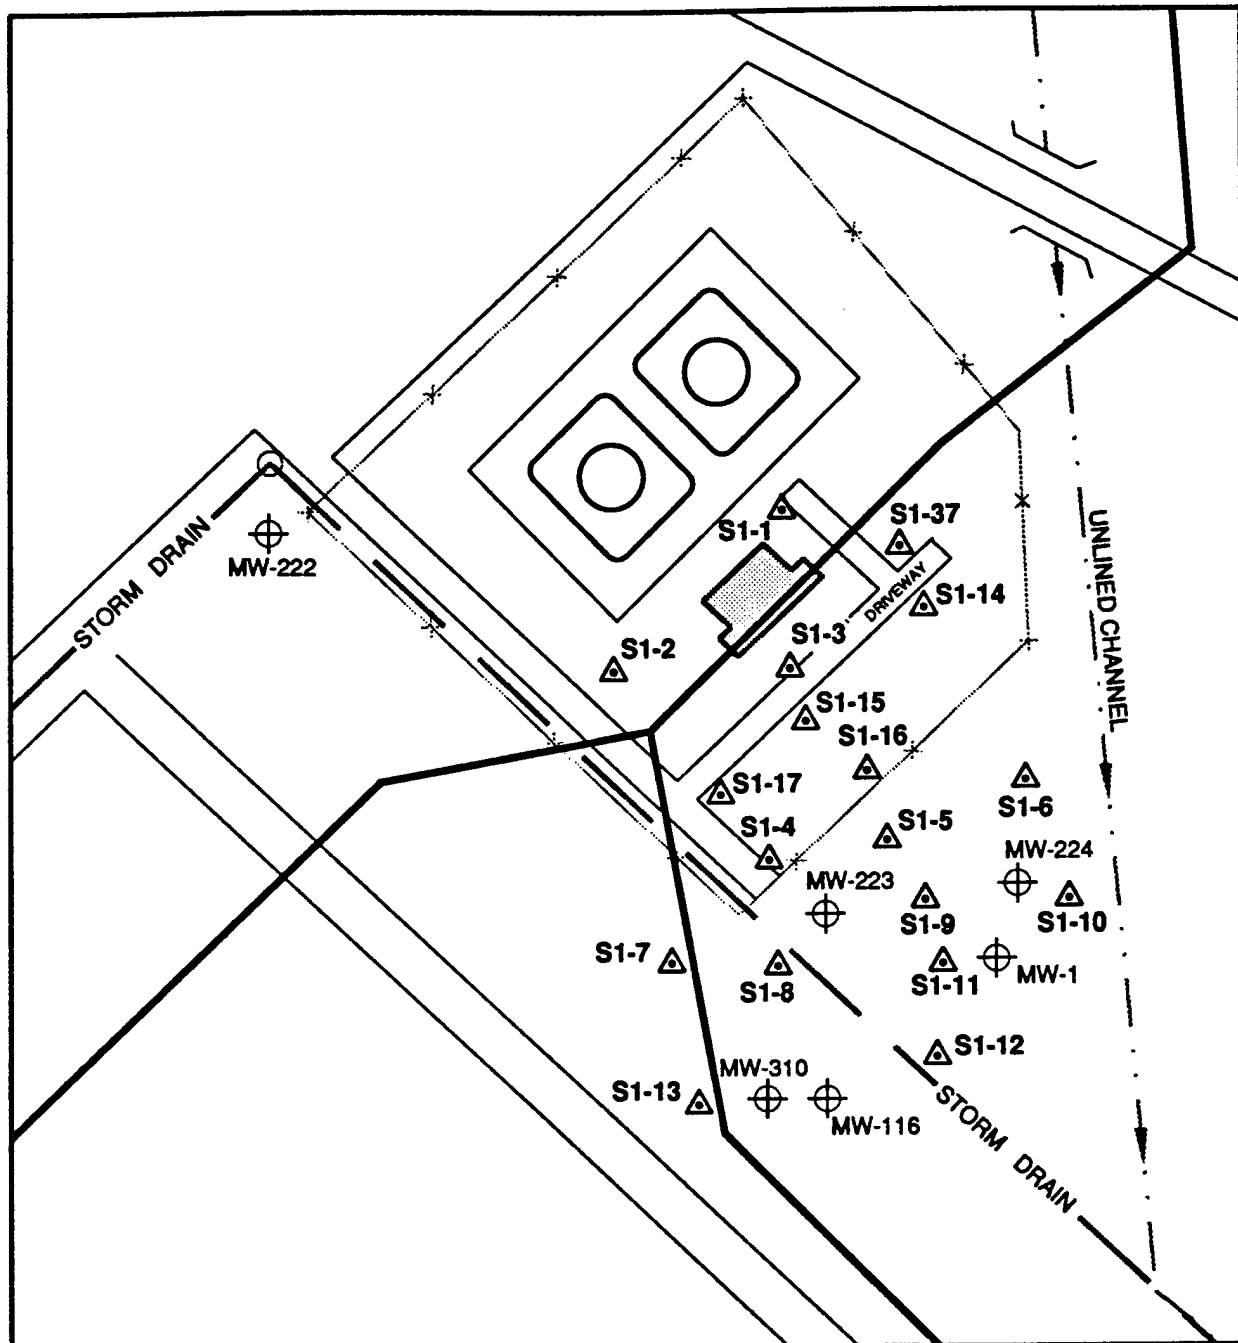 S1-1
S1-37
UNLINED CHANNEL
STORM DRAIN
MW-222
DRIVEWAY
S1-14
S1-2
S1-3
S1-15
S1-16
S1-17
S1-6
S1-5
S1-4
MW-224
MW-223
S1-9
S1-10
S1-7
S1-8
S1-11
MW-1
S1-12
MW-310
S1-13
MW-116
STORM DRAIN